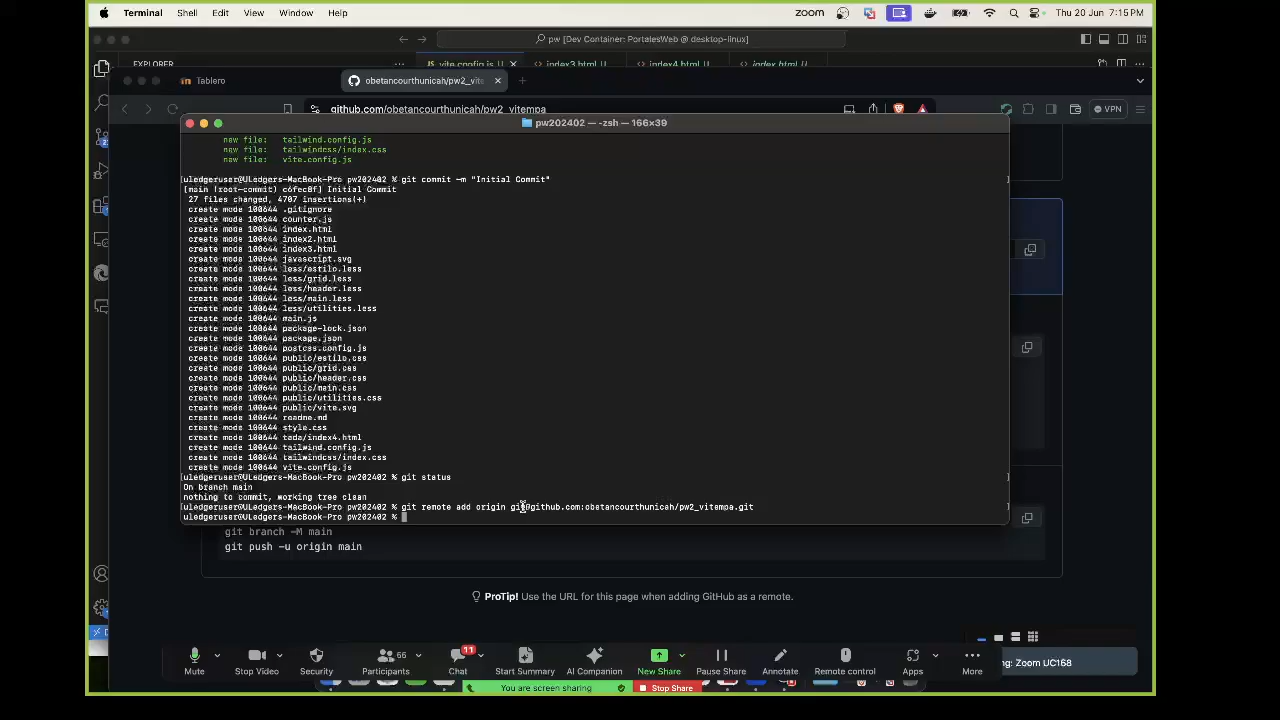 Terminal Shell Edit View Window Help zoom Thu 20 Jun 7:15 PM
pw [Dev Container: PortalesWeb @ desktop-linux]
EXPLORER vite.config.js U index3.html U index4.html U index.html U
Tablero obetancourthunicah/pw2_vite
github.com/obetancourthunicah/pw2_vitempa VPN
pw202402 — -zsh — 166×39
new file: tailwind.config.js
new file: tailwindcss/index.css
new file: vite.config.js
[uledgeruser@ULedgers-MacBook-Pro pw202402 % git commit -m "Initial Commit" ]
[main (root-commit) c6fec8f] Initial Commit
27 files changed, 4707 insertions(+)
create mode 100644 .gitignore
create mode 100644 counter.js
create mode 100644 index.html
create mode 100644 index2.html
create mode 100644 index3.html
create mode 100644 javascript.svg
create mode 100644 less/estilo.less
create mode 100644 less/grid.less
create mode 100644 less/header.less
create mode 100644 less/main.less
create mode 100644 less/utilities.less
create mode 100644 main.js
create mode 100644 package-lock.json
create mode 100644 package.json
create mode 100644 postcss.config.js
create mode 100644 public/estilo.css
create mode 100644 public/grid.css
create mode 100644 public/header.css
create mode 100644 public/main.css
create mode 100644 public/utilities.css
create mode 100644 public/vite.svg
create mode 100644 readme.md
create mode 100644 style.css
create mode 100644 tada/index4.html
create mode 100644 tailwind.config.js
create mode 100644 tailwindcss/index.css
create mode 100644 vite.config.js
[uledgeruser@ULedgers-MacBook-Pro pw202402 % git status ]
On branch main
nothing to commit, working tree clean
[uledgeruser@ULedgers-MacBook-Pro pw202402 % git remote add origin git@github.com:obetancourthunicah/pw2_vitempa.git ]
uledgeruser@ULedgers-MacBook-Pro pw202402 %
git branch -M main
git push -u origin main
ProTip! Use the URL for this page when adding GitHub as a remote.
66 11
Mute Stop Video Security Participants Chat Start Summary AI Companion New Share Pause Share Annotate Remote control Apps More
ng: Zoom UC168
You are screen sharing Stop Share